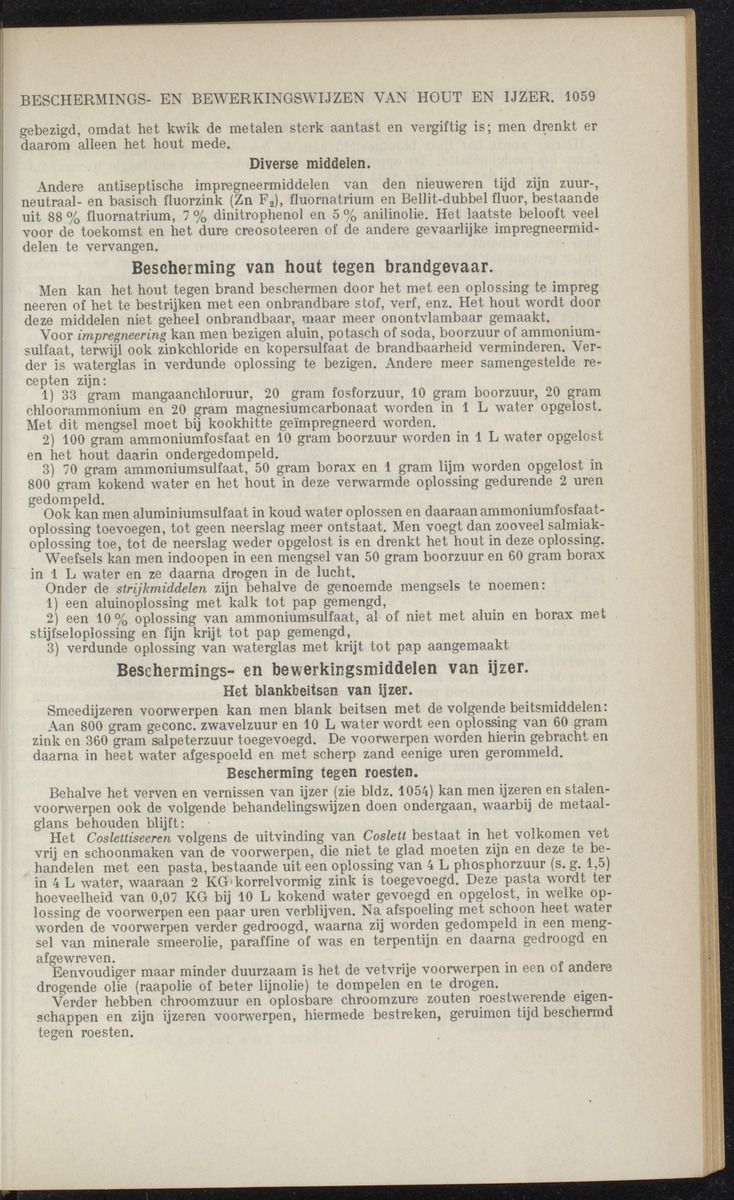 BESCHERMINGS- EN BEWERKINGSWIJZEN VAN HOUT EN IJZER. 1059
gebezigd, omdat het kwik de metalen sterk aantast en vergiftig is; men drenkt er
daarom alleen het hout mede.
Diverse middelen.
Andere antiseptische impregneermiddelen van den nieuweren tijd zijn zuur-,
neutraal- en basisch fluorzink (Zn F₂), fluornatrium en Bellit-dubbel fluor, bestaande
uit 88 % fluornatrium, 7 % dinitrophenol en 5 % anilinolie. Het laatste belooft veel
voor de toekomst en het dure creosoteeren of de andere gevaarlijke impregneermid-
delen te vervangen.
Bescherming van hout tegen brandgevaar.
Men kan het hout tegen brand beschermen door het met een oplossing te impreg
neeren of het te bestrijken met een onbrandbare stof, verf, enz. Het hout wordt door
deze middelen niet geheel onbrandbaar, maar meer onontvlambaar gemaakt.
Voor impregneering kan men bezigen aluin, potasch of soda, boorzuur of ammonium-
sulfaat, terwijl ook zinkchloride en kopersulfaat de brandbaarheid verminderen. Ver-
der is waterglas in verdunde oplossing te bezigen. Andere meer samengestelde re-
cepten zijn:
1) 33 gram mangaanchloruur, 20 gram fosforzuur, 10 gram boorzuur, 20 gram
chloorammonium en 20 gram magnesiumcarbonaat worden in 1 L water opgelost.
Met dit mengsel moet bij kookhitte geïmpregneerd worden.
2) 100 gram ammoniumfosfaat en 10 gram boorzuur worden in 1 L water opgelost
en het hout daarin ondergedompeld.
3) 70 gram ammoniumsulfaat, 50 gram borax en 1 gram lijm worden opgelost in
800 gram kokend water en het hout in deze verwarmde oplossing gedurende 2 uren
gedompeld.
Ook kan men aluminiumsulfaat in koud water oplossen en daaraan ammoniumfosfaat-
oplossing toevoegen, tot geen neerslag meer ontstaat. Men voegt dan zooveel salmiak-
oplossing toe, tot de neerslag weder opgelost is en drenkt het hout in deze oplossing.
Weefsels kan men indoopen in een mengsel van 50 gram boorzuur en 60 gram borax
in 1 L water en ze daarna drogen in de lucht.
Onder de strijkmiddelen zijn behalve de genoemde mengsels te noemen:
1) een aluinoplossing met kalk tot pap gemengd,
2) een 10 % oplossing van ammoniumsulfaat, al of niet met aluin en borax met
stijfseloplossing en fijn krijt tot pap gemengd,
3) verdunde oplossing van waterglas met krijt tot pap aangemaakt
Beschermings- en bewerkingsmiddelen van ijzer.
Het blankbeitsen van ijzer.
Smeedijzeren voorwerpen kan men blank beitsen met de volgende beitsmiddelen:
Aan 800 gram geconc. zwavelzuur en 10 L water wordt een oplossing van 60 gram
zink en 360 gram salpeterzuur toegevoegd. De voorwerpen worden hierin gebracht en
daarna in heet water afgespoeld en met scherp zand eenige uren gerommeld.
Bescherming tegen roesten.
Behalve het verven en vernissen van ijzer (zie bldz. 1054) kan men ijzeren en stalen-
voorwerpen ook de volgende behandelingswijzen doen ondergaan, waarbij de metaal-
glans behouden blijft:
Het Coslettiseeren volgens de uitvinding van Coslett bestaat in het volkomen vet
vrij en schoonmaken van de voorwerpen, die niet te glad moeten zijn en deze te be-
handelen met een pasta, bestaande uit een oplossing van 4 L phosphorzuur (s. g. 1,5)
in 4 L water, waaraan 2 KG korrelvormig zink is toegevoegd. Deze pasta wordt ter
hoeveelheid van 0,07 KG bij 10 L kokend water gevoegd en opgelost, in welke op-
lossing de voorwerpen een paar uren verblijven. Na afspoeling met schoon heet water
worden de voorwerpen verder gedroogd, waarna zij worden gedompeld in een meng-
sel van minerale smeerolie, paraffine of was en terpentijn en daarna gedroogd en
afgewreven.
Eenvoudiger maar minder duurzaam is het de vetvrije voorwerpen in een of andere
drogende olie (raapolie of beter lijnolie) te dompelen en te drogen.
Verder hebben chroomzuur en oplosbare chroomzure zouten roestwerende eigen-
schappen en zijn ijzeren voorwerpen, hiermede bestreken, geruimen tijd beschermd
tegen roesten.